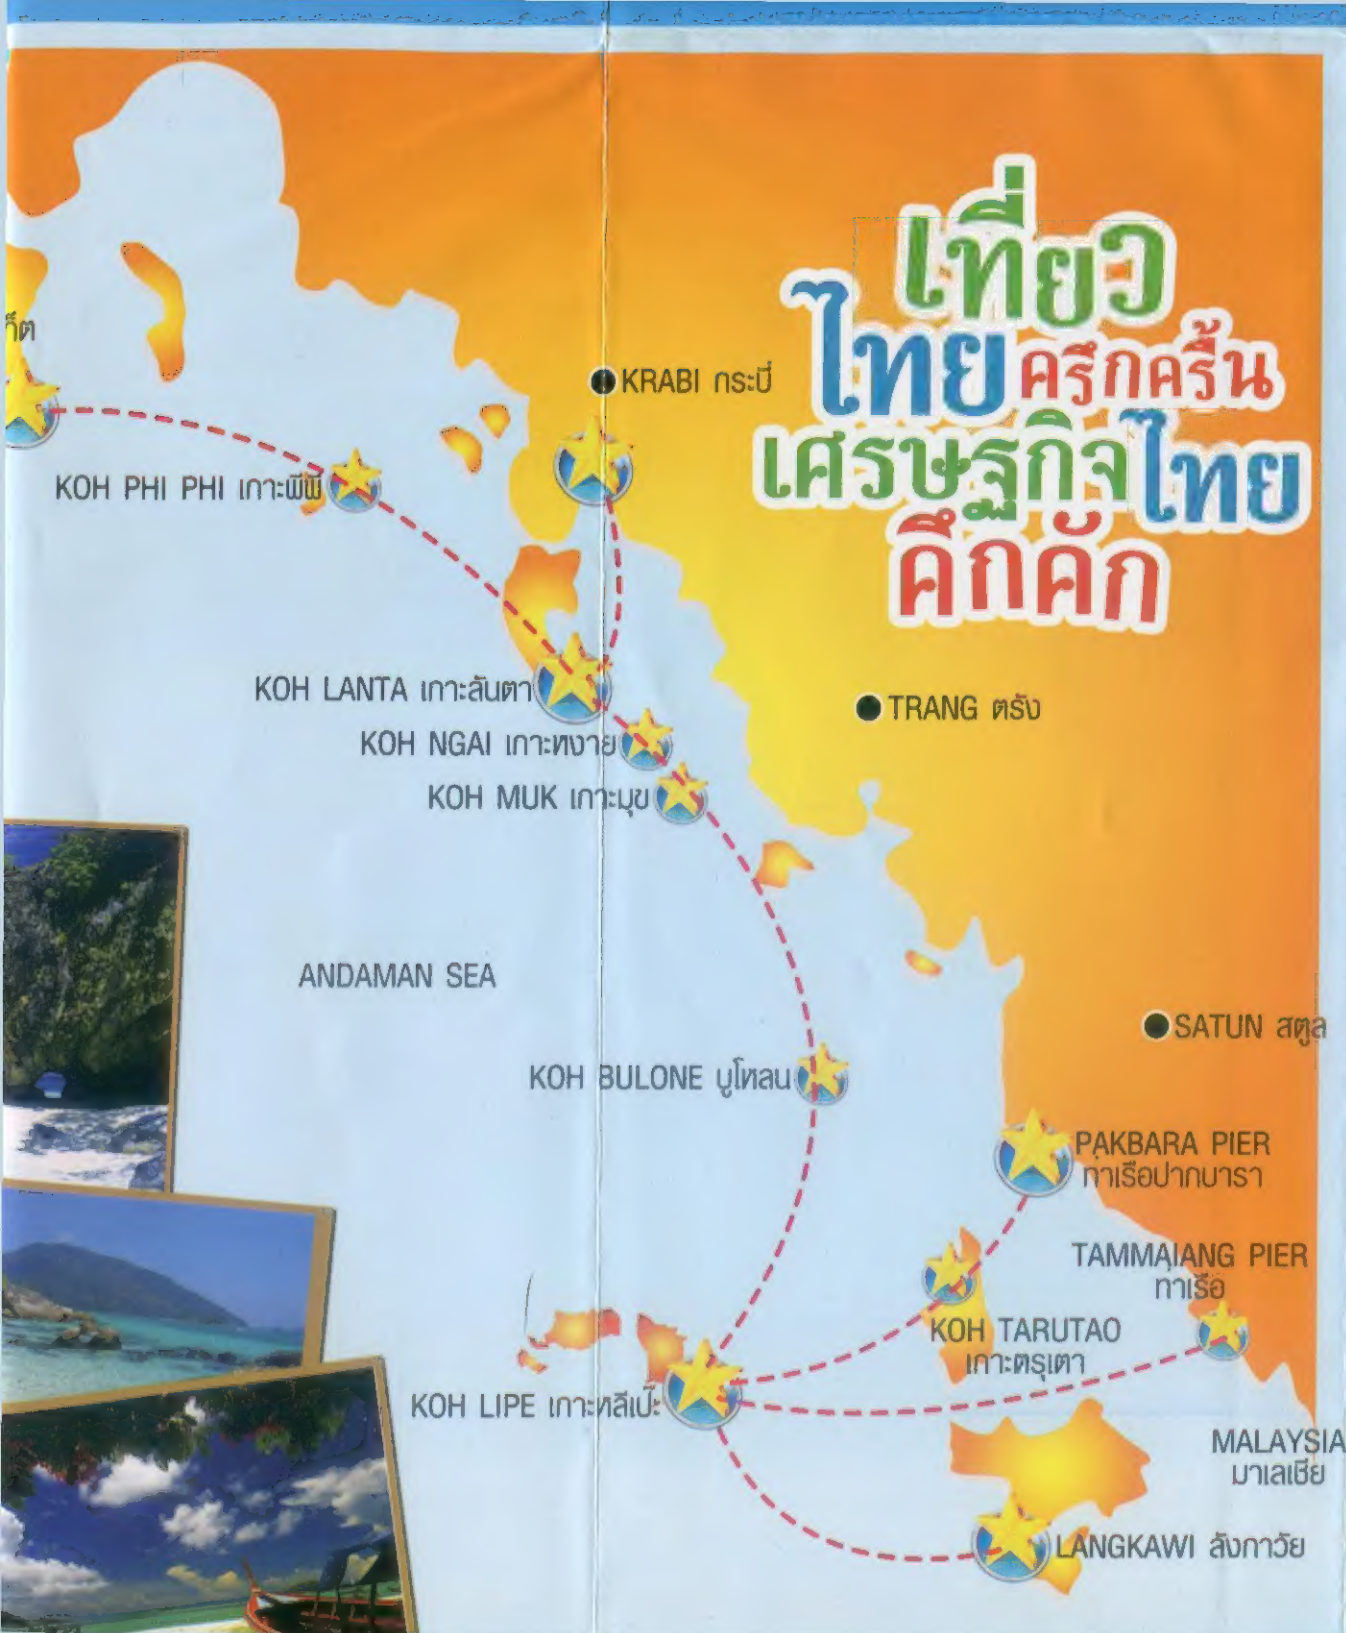 เที่ยว
ไทยครึกครื้น
เศรษฐกิจไทย
คึกคัก
KRABI กระบี่
KOH PHI PHI เกาะพีพี
KOH LANTA เกาะลันตา
TRANG ตรัง
KOH NGAI เกาะหงาย
KOH MUK เกาะมุข
ANDAMAN SEA
SATUN สตูล
KOH BULONE บูโหลน
PAKBARA PIER
ท่าเรือปากบารา
TAMMAIANG PIER
ท่าเรือ
KOH TARUTAO
เกาะตรุเตา
KOH LIPE เกาะหลีเป๊ะ
MALAYSIA
มาเลเซีย
LANGKAWI ลังกาวัย